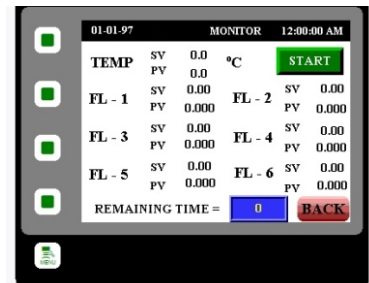 01-01-97 MONITOR 12:00:00 AM
TEMP SV 0.0 ºC START
PV 0.0
FL - 1 SV 0.00 FL - 2 SV 0.00
PV 0.000 PV 0.000
FL - 3 SV 0.00 FL - 4 SV 0.00
PV 0.000 PV 0.000
FL - 5 SV 0.00 FL - 6 SV 0.00
PV 0.000 PV 0.000
REMAINING TIME = 0 BACK
MENU